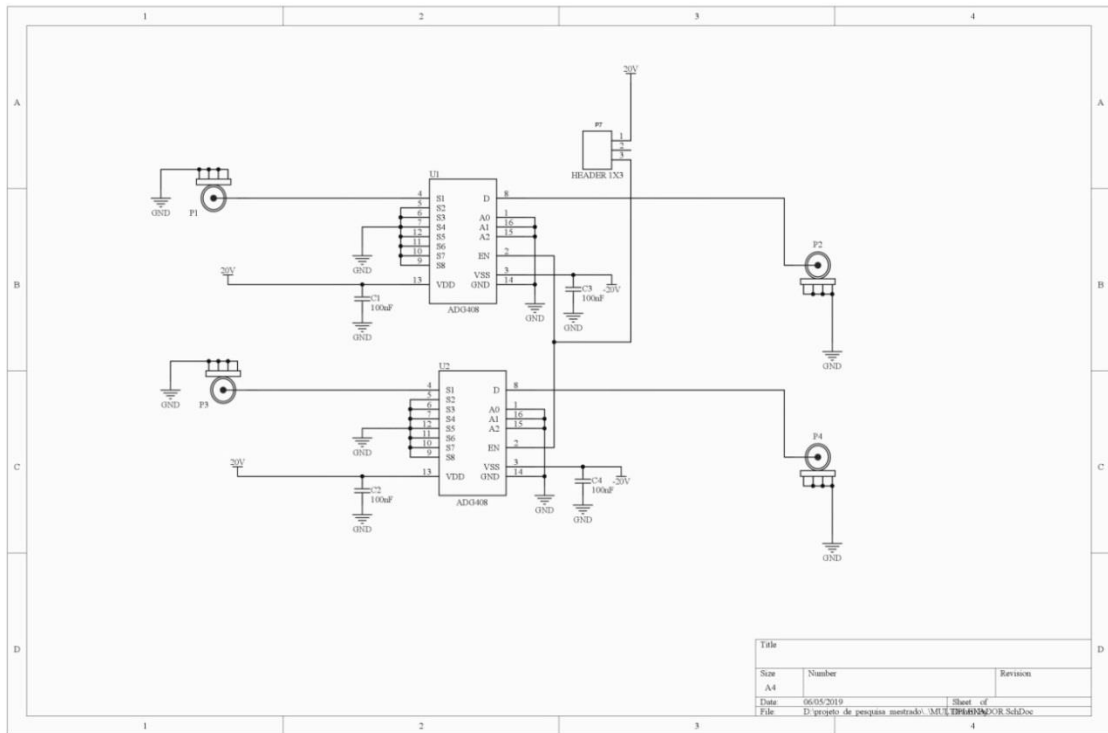 1 2 3 4
A A
20V
1
2
3
HEADER 1X3
GND
P1
U1
4 S1 D 8
5 S2
6 S3 A0 1
7 S4 A1 16
12 S5 A2 15
11 S6
10 S7 EN 2
9 S8
VSS 3
13 VDD GND 14
ADG408
GND
20V
C1
100nF
GND
GND
C3
100nF
GND
-20V
P2
GND
B B
GND
P3
U2
4 S1 D 8
5 S2
6 S3 A0 1
7 S4 A1 16
12 S5 A2 15
11 S6
10 S7 EN 2
9 S8
VSS 3
13 VDD GND 14
ADG408
GND
20V
C2
100nF
GND
GND
C4
100nF
GND
-20V
P4
GND
C C
D D
Title
Size Number Revision
A4
Date: 06/05/2019 Sheet of
File: D:\projeto de pesquisa mestrado\..\MULTIPLEXADOR.SchDoc
1 2 3 4